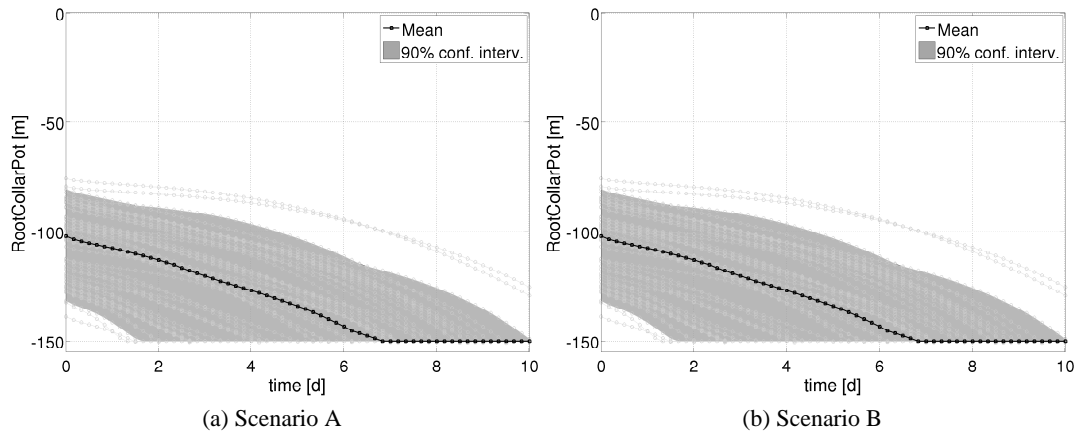 0
-50
-100
-150
RootCollarPot [m]
Mean
90% conf. interv.
0 2 4 6 8 10
time [d]
(a) Scenario A
0
-50
-100
-150
RootCollarPot [m]
Mean
90% conf. interv.
0 2 4 6 8 10
time [d]
(b) Scenario B